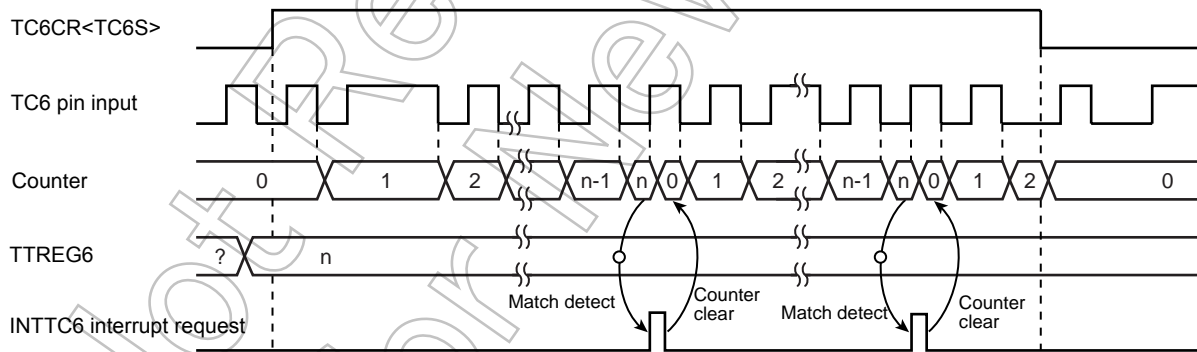 TC6CR<TC6S>
TC6 pin input
Counter 0 1 2 n-1 n 0 1 2 n-1 n 0 1 2 0
TTREG6 ? n
Match detect Counter clear Match detect Counter clear
INTTC6 interrupt request